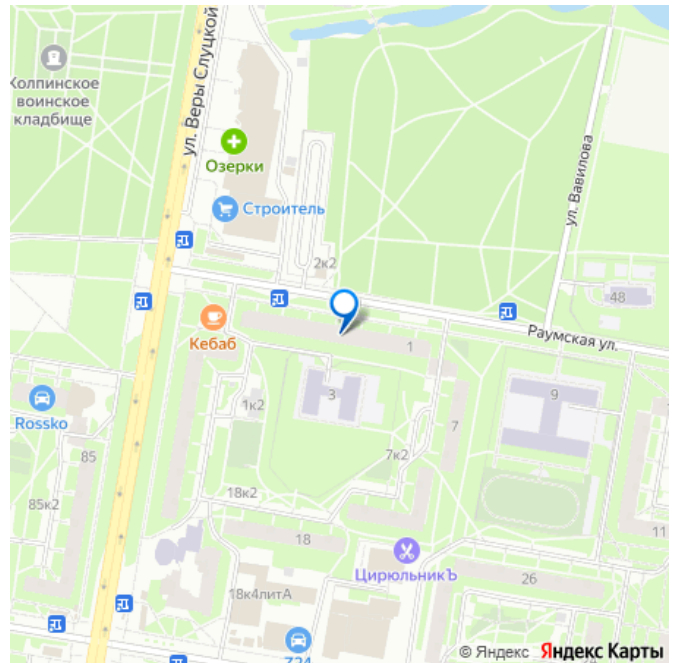 Колпинское
воинское
кладбище
ул. Веры Слуцкой
Озерки
Строитель
ул. Вавилова
2к2
48
Раумская ул.
Кебаб
1
3
9
1к2
Rossko
85
7
7к2
85к2
18к2
11
18
ЦирюльникЪ
26
18к4литА
Z24
© Яндекс Яндекс Карты